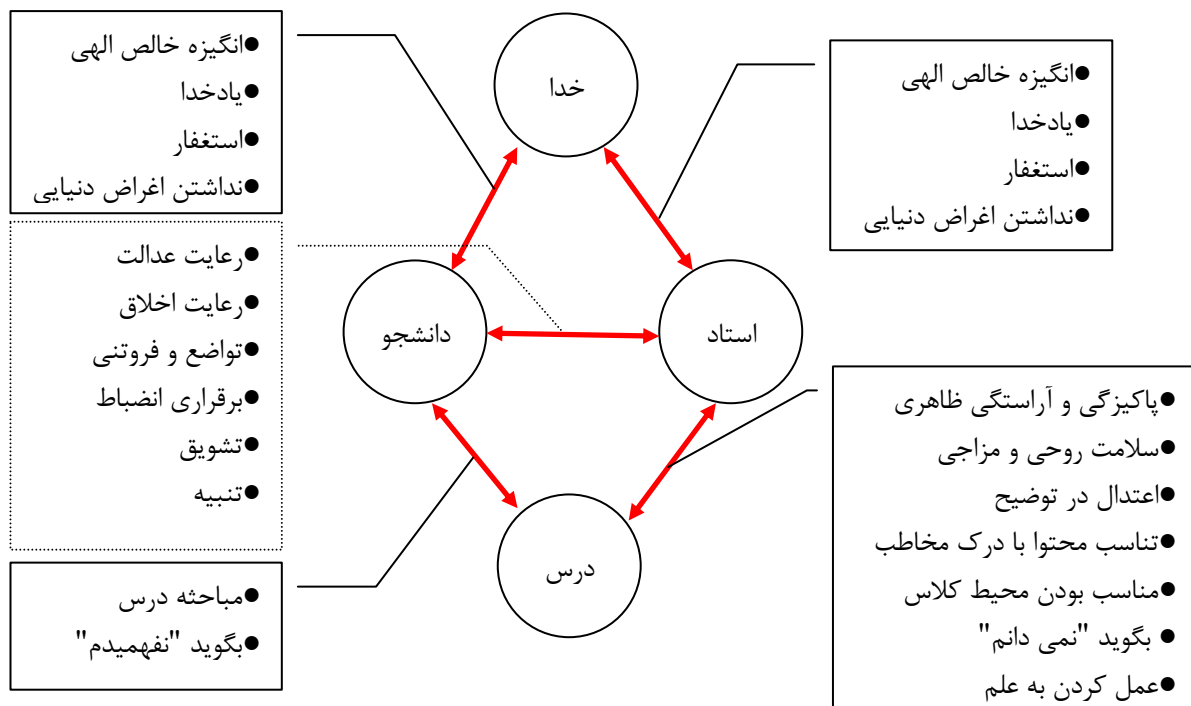 ●انگیزه خالص الهی
●یادخدا
●استغفار
●نداشتن اغراض دنیایی
خدا
●انگیزه خالص الهی
●یادخدا
●استغفار
●نداشتن اغراض دنیایی
استاد
دانشجو
●رعایت عدالت
●رعایت اخلاق
●تواضع و فروتنی
●برقراری انضباط
●تشویق
●تنبیه
●پاکیزگی و آراستگی ظاهری
●سلامت روحی و مزاجی
●اعتدال در توضیح
●تناسب محتوا با درک مخاطب
●مناسب بودن محیط کلاس
● بگوید "نمی دانم"
●عمل کردن به علم
درس
●مباحثه درس
●بگوید "نفهمیدم"